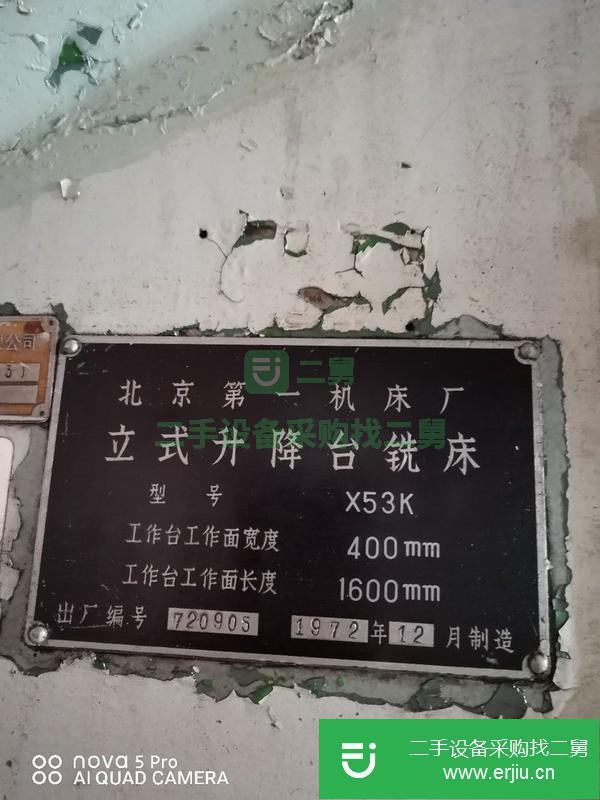 公司
31
二舅
北京第一机床厂
二手设备采购找二舅
立式升降台铣床
型号 X53K
工作台工作面宽度 400mm
工作台工作面长度 1600mm
出厂编号 720905 1972年12月制造
nova 5 Pro
AI QUAD CAMERA
二手设备采购找二舅
www.erjiu.cn